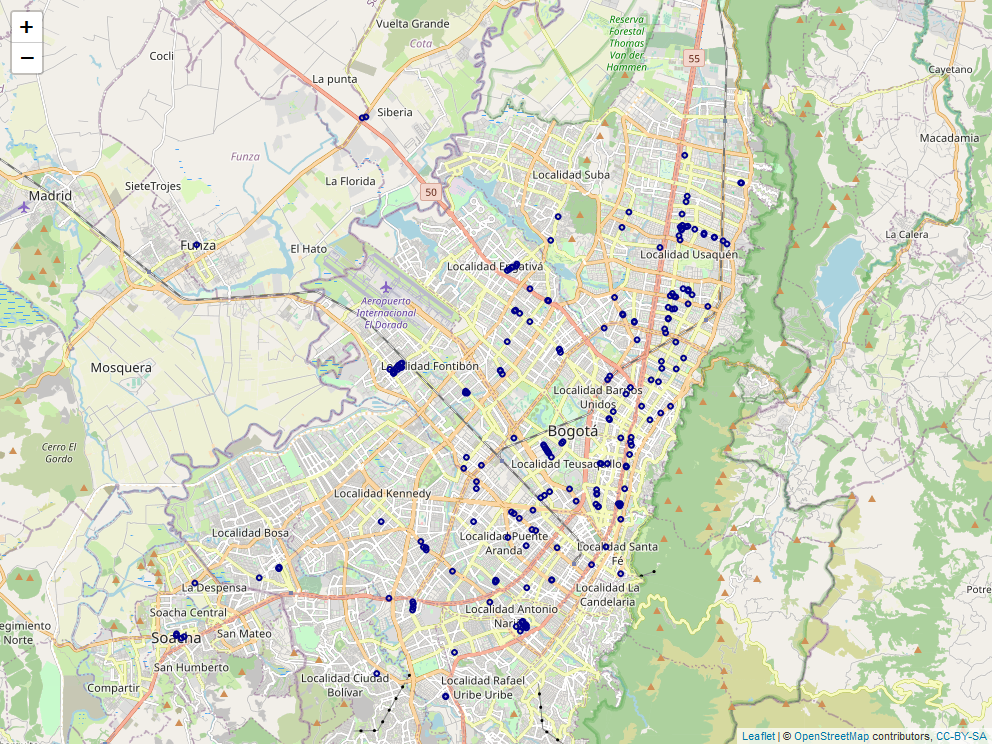 +
−
Vuelta Grande
Cota
Reserva
Forestal
Thomas
Van der
Hammen
55
Cocli
La punta
Cayetano
Siberia
Macadamia
Funza
SieteTrojes
La Florida
Localidad Suba
50
Madrid
La Calera
Funza
El Hato
Localidad Usaquén
Localidad Engativá
Aeropuerto
Internacional
El Dorado
Mosquera
Localidad Fontibón
Localidad Barrios
Unidos
Bogotá
Cerro El
Gordo
Localidad Teusaquillo
Localidad Kennedy
Localidad Bosa
Localidad Puente
Aranda
Localidad Santa
Fé
La Despensa
Localidad La
Candelaria
Potre
Soacha Central
Localidad Antonio
Nariño
egimiento
Norte
Soacha
San Mateo
San Humberto
Localidad Ciudad
Bolívar
Localidad Rafael
Uribe Uribe
Compartir
Leaflet | © OpenStreetMap contributors, CC-BY-SA